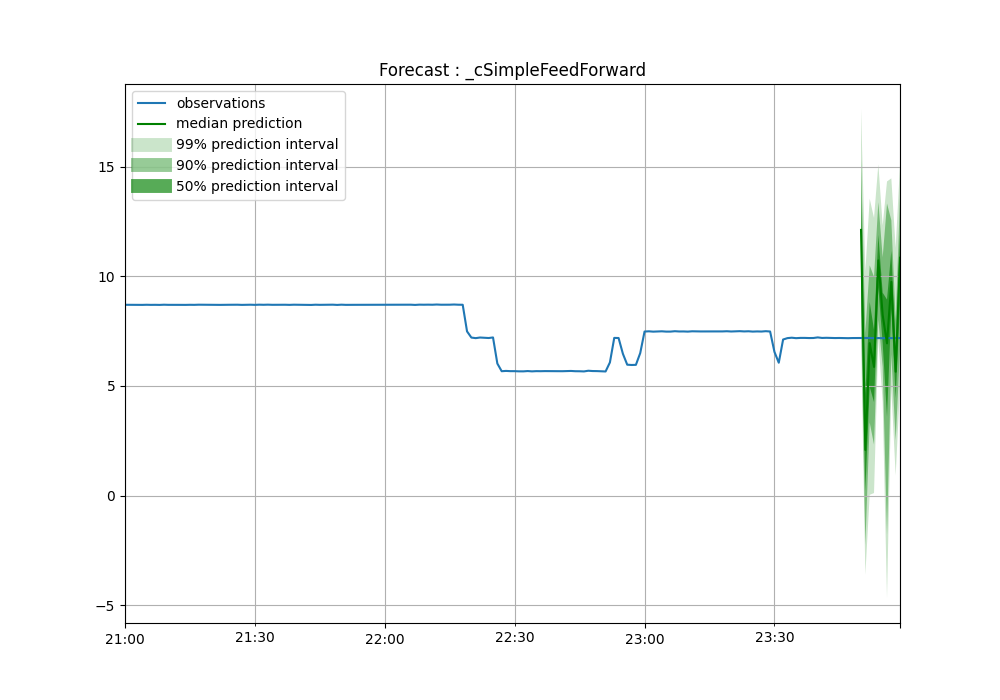 Forecast : _cSimpleFeedForward
observations
median prediction
99% prediction interval
90% prediction interval
50% prediction interval
15
10
5
0
−5
21:00
21:30
22:00
22:30
23:00
23:30